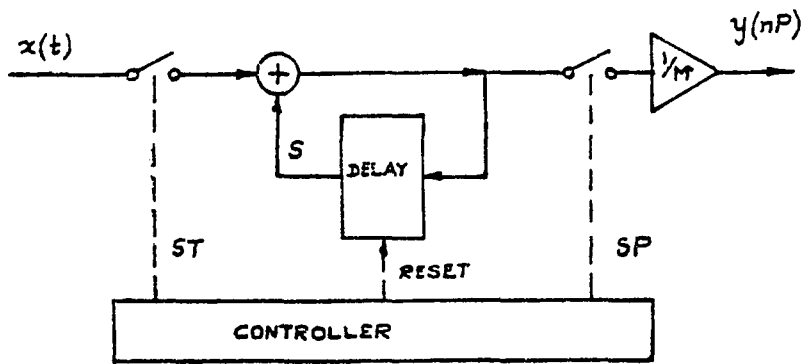 x(t)
y(nP)
+
1/M
S
DELAY
ST
RESET
SP
CONTROLLER